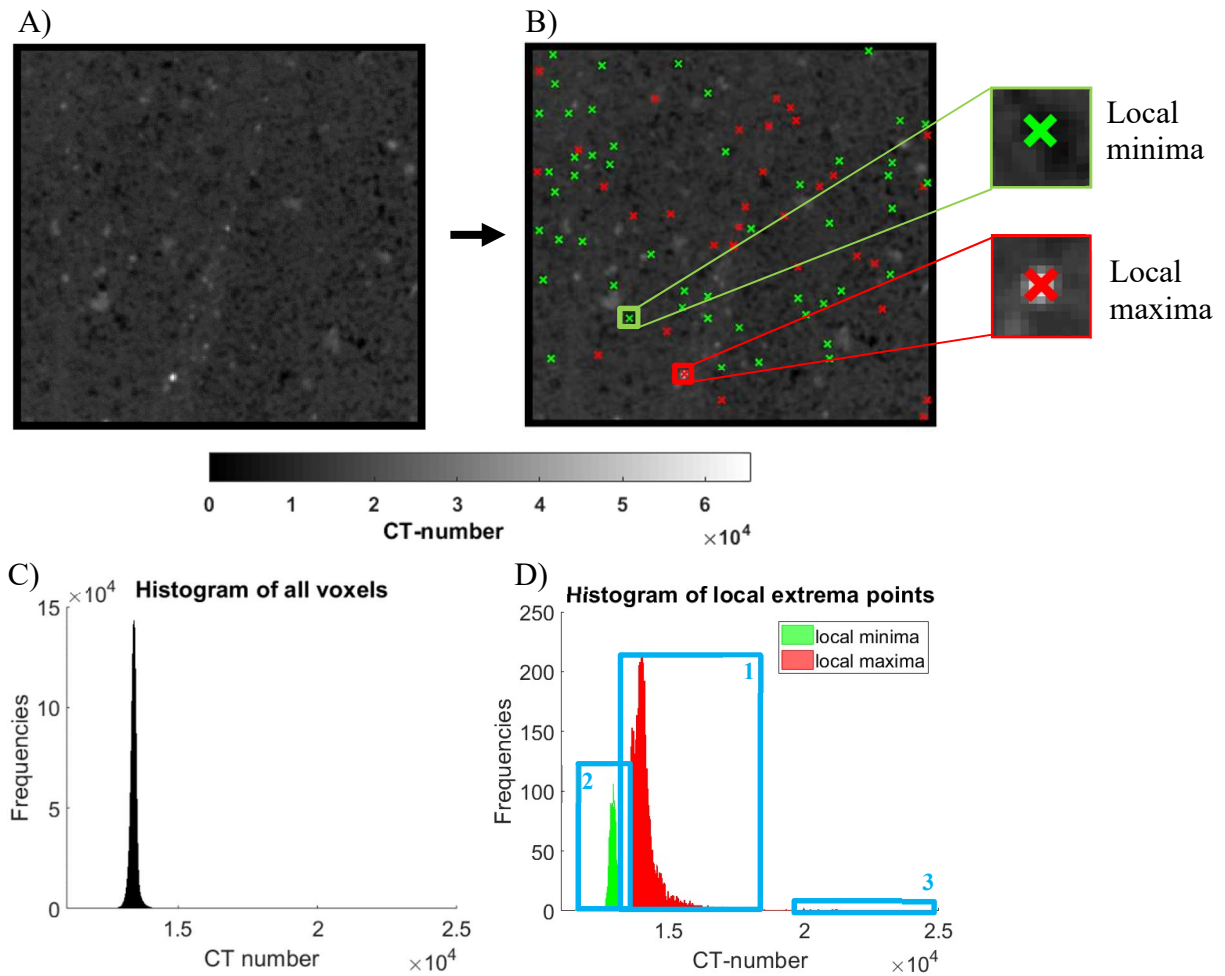 A)
B)
Local
minima
Local
maxima
0 1 2 3 4 5 6
CT-number
×10⁴
C)
Histogram of all voxels
×10⁴
15
10
5
0
Frequencies
1.5 2 2.5
CT number
×10⁴
D)
Histogram of local extrema points
250
200
150
100
50
0
Frequencies
local minima
local maxima
1
2
3
1.5 2 2.5
CT-number
×10⁴